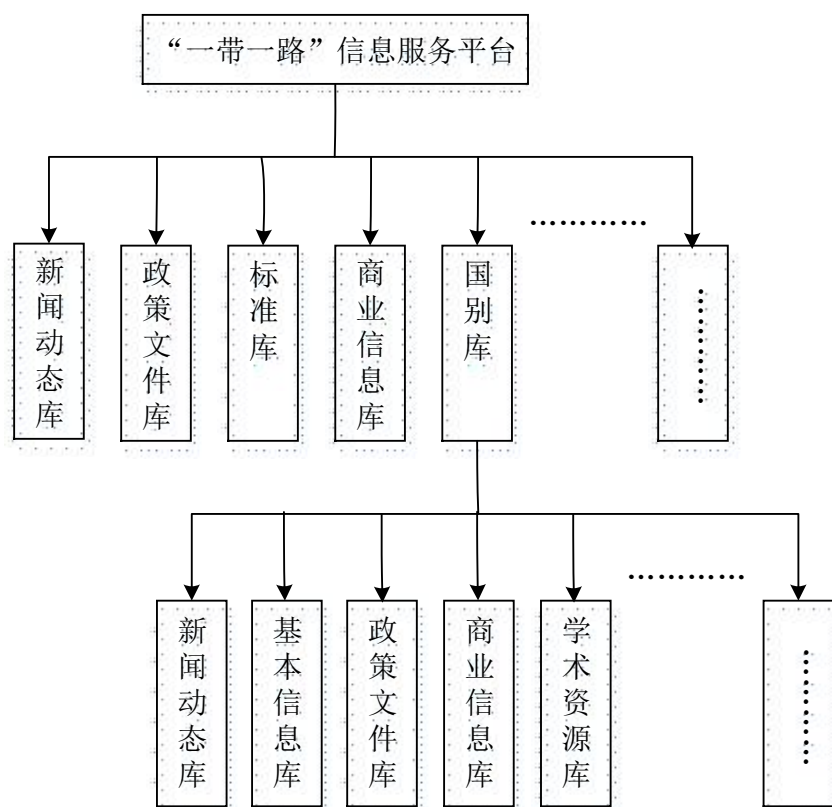 “一带一路”信息服务平台
新闻动态库
政策文件库
标准库
商业信息库
国别库
…………
…………
新闻动态库
基本信息库
政策文件库
商业信息库
学术资源库
…………
…………